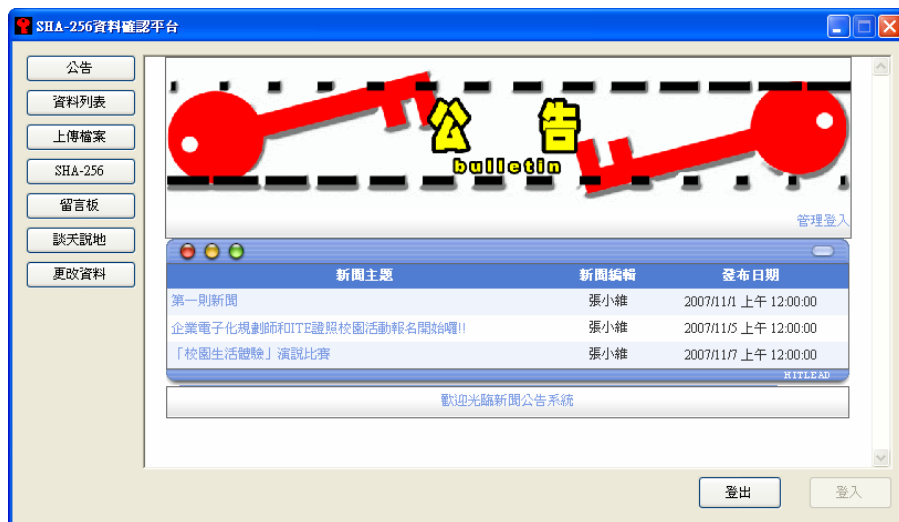 SHA-256資料確認平台
公告
資料列表
上傳檔案
SHA-256
留言板
談天說地
更改資料
公告
bulletin
管理登入
新聞主題 新聞編輯 發布日期
第一則新聞 張小維 2007/11/1 上午 12:00:00
企業電子化規劃師和ITE證照校園活動報名開始囉!! 張小維 2007/11/5 上午 12:00:00
「校園生活體驗」演說比賽 張小維 2007/11/7 上午 12:00:00
HITLEAD
歡迎光臨新聞公告系統
登出 登入